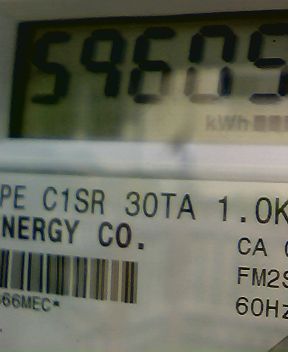 59605
kWh
PE C1SR 30TA 1.0K
NERGY CO.
CA
FM2S
66MEC*
60Hz